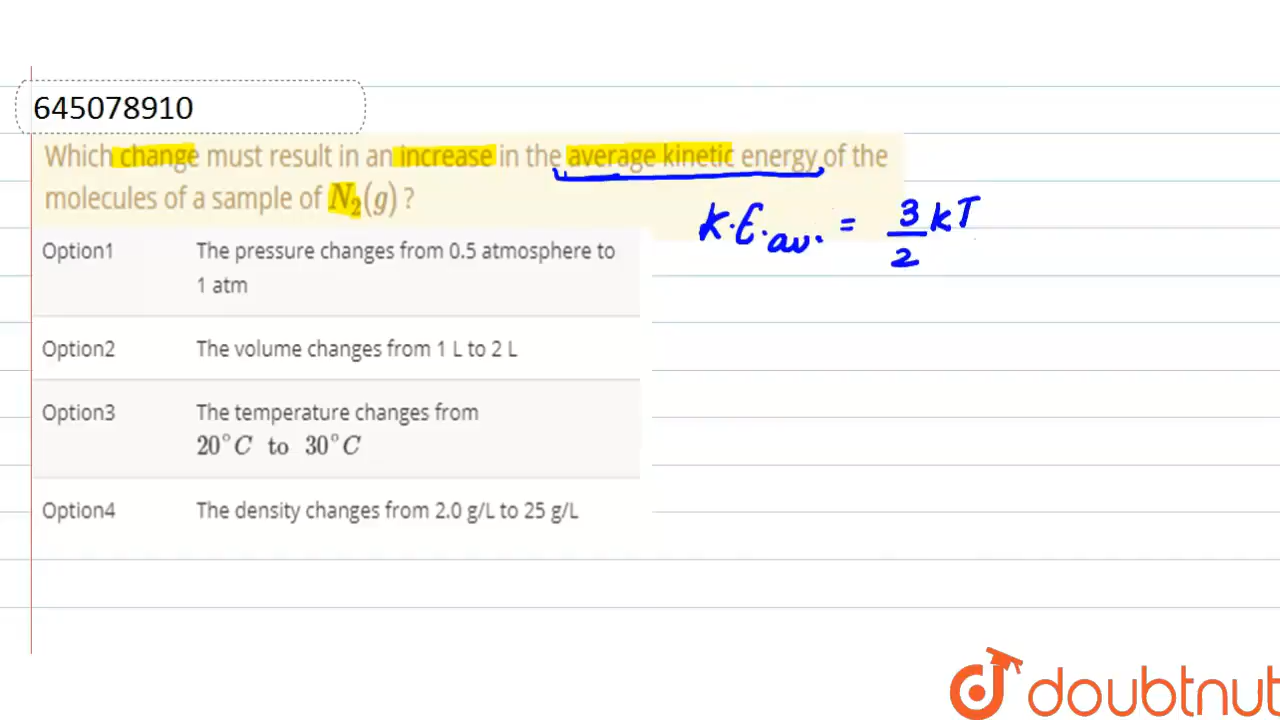 645078910
Which change must result in an increase in the average kinetic energy of the
molecules of a sample of N₂(g) ?
K.E.av. = 3/2 kT
Option1 The pressure changes from 0.5 atmosphere to
1 atm
Option2 The volume changes from 1 L to 2 L
Option3 The temperature changes from
20°C to 30°C
Option4 The density changes from 2.0 g/L to 25 g/L
doubtnut